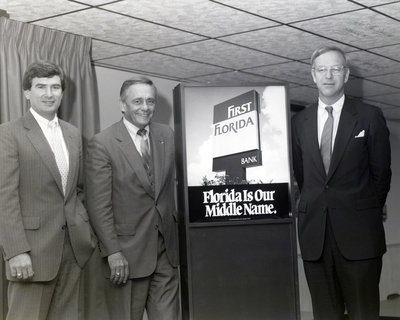 First
FLORIDA
BANK
Florida Is Our
Middle Name.